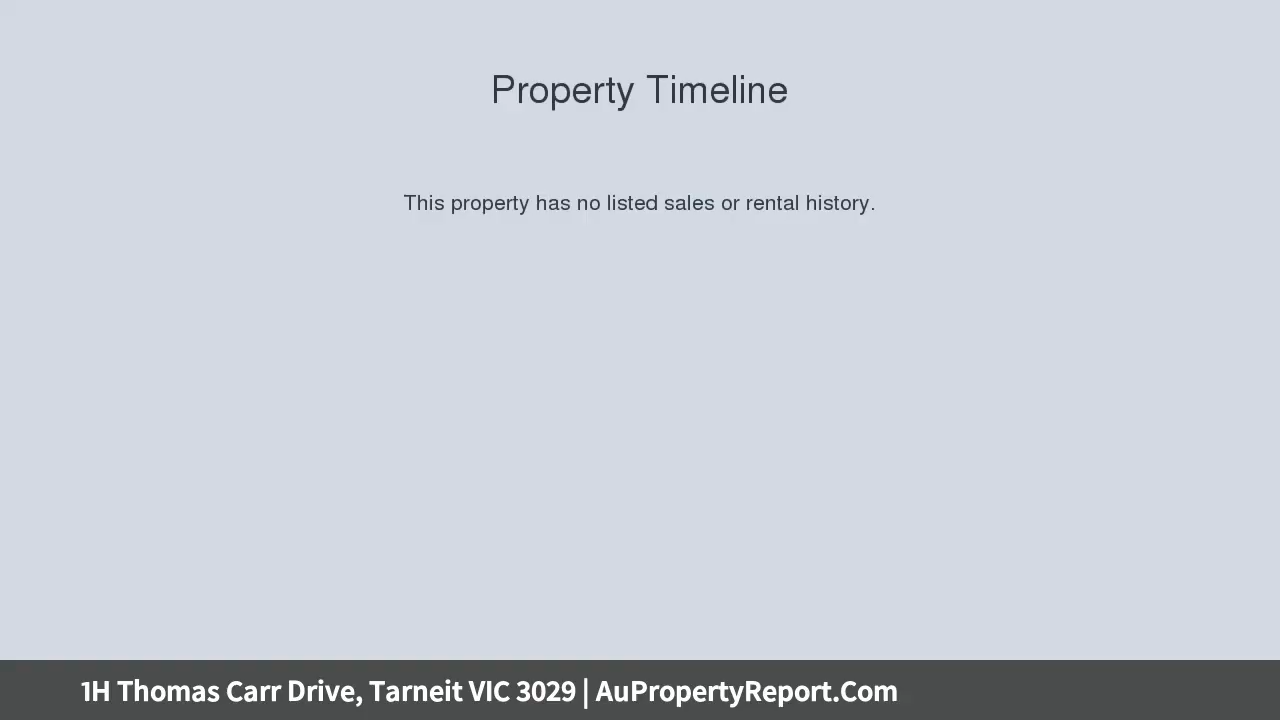 Property Timeline
This property has no listed sales or rental history.
1H Thomas Carr Drive, Tarneit VIC 3029 | AuPropertyReport.Com